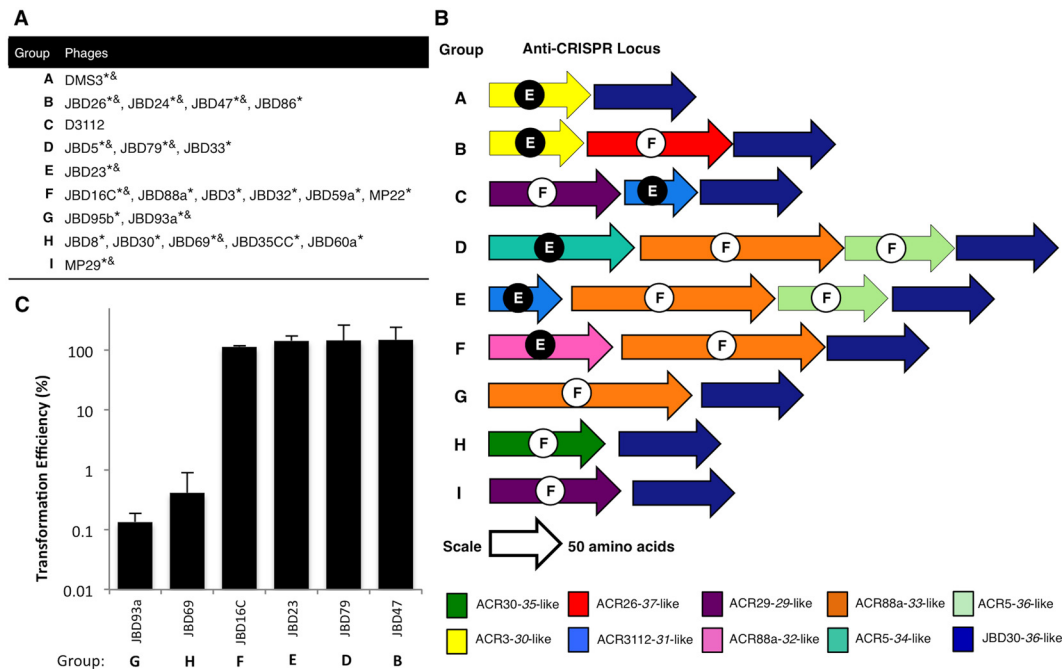 A
Group Phages
A DMS3*&
B JBD26*&, JBD24*&, JBD47*&, JBD86*
C D3112
D JBD5*&, JBD79*&, JBD33*
E JBD23*&
F JBD16C*&, JBD88a*, JBD3*, JBD32*, JBD59a*, MP22*
G JBD95b*, JBD93a*&
H JBD8*, JBD30*, JBD69*&, JBD35CC*, JBD60a*
I MP29*&
B
Group Anti-CRISPR Locus
A E
B E F
C F E
D E F F
E E F F
F E F
G F
H F
I F
Scale 50 amino acids
ACR30-35-like ACR26-37-like ACR29-29-like ACR88a-33-like ACR5-36-like
ACR3-30-like ACR3112-31-like ACR88a-32-like ACR5-34-like JBD30-36-like
C
Transformation Efficiency (%)
100
10
1
0.1
0.01
JBD93a JBD69 JBD16C JBD23 JBD79 JBD47
Group: G H F E D B